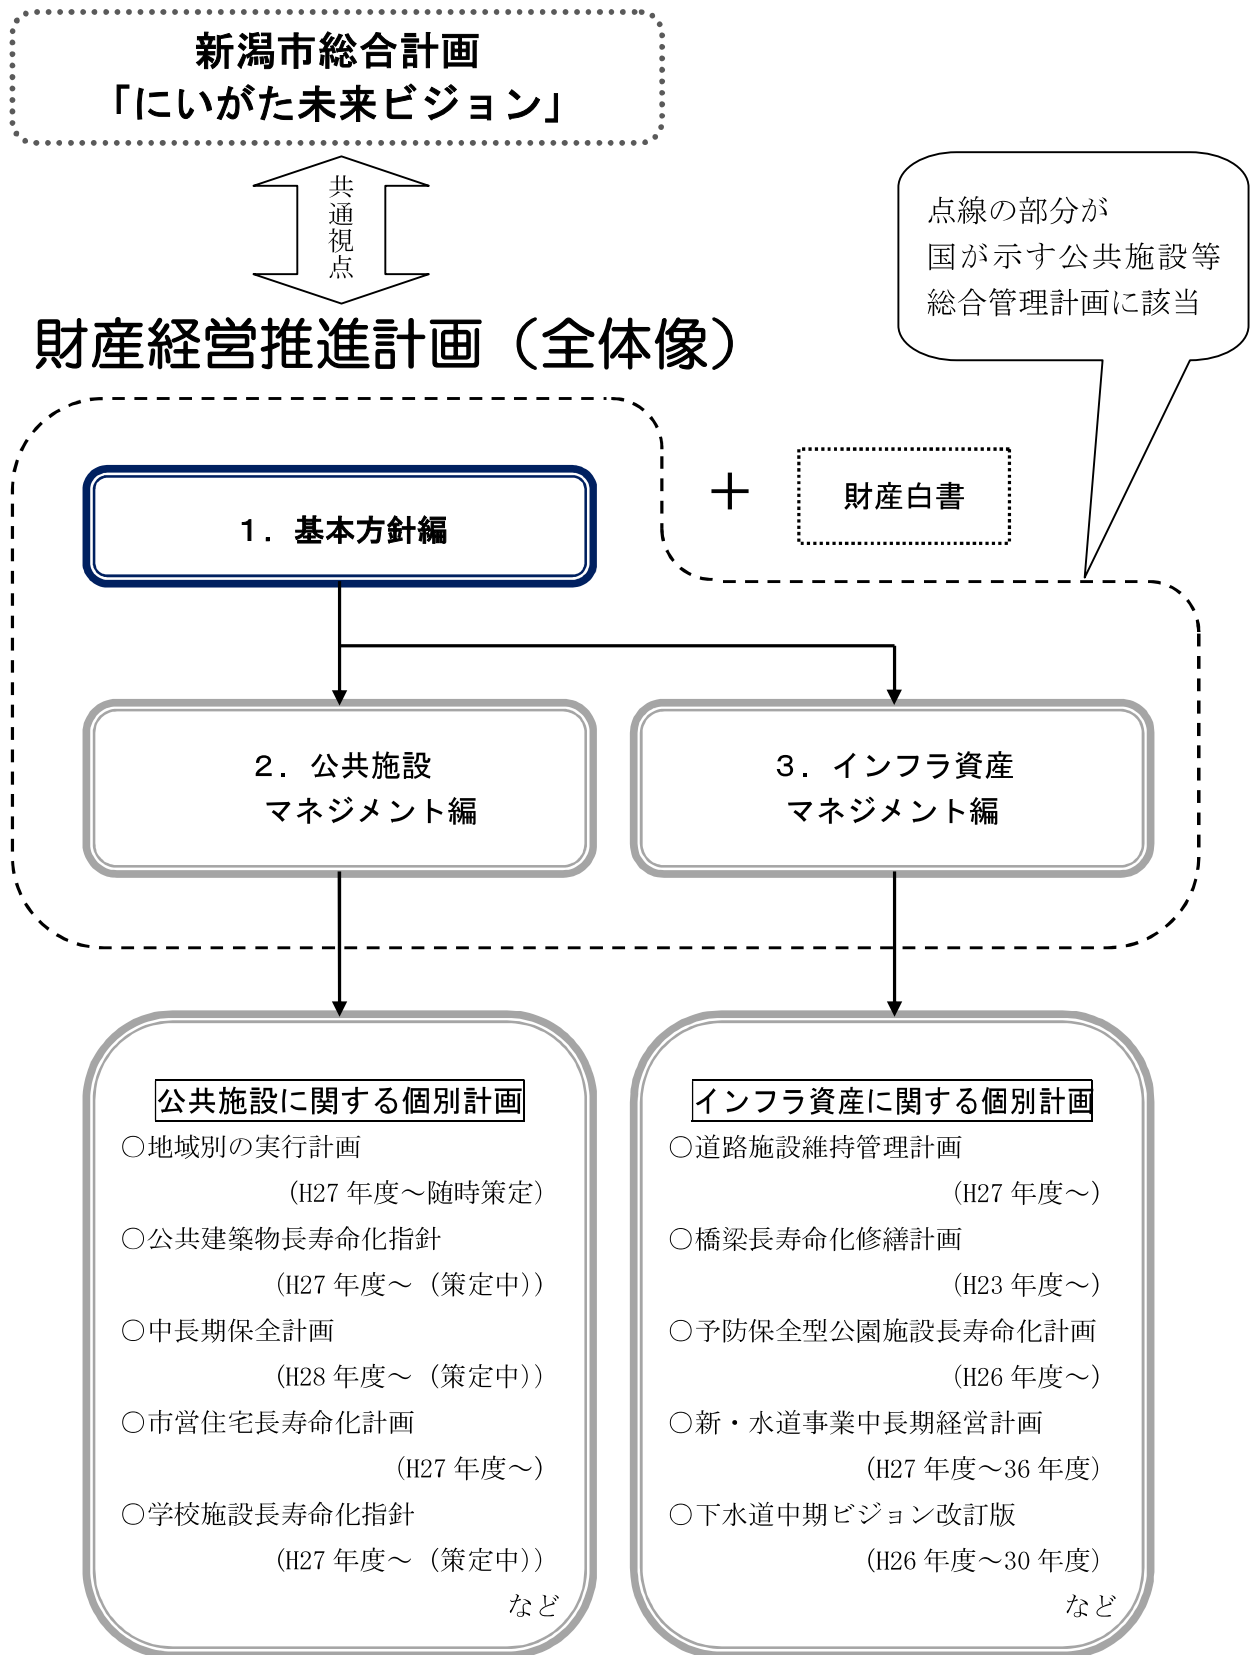 新潟市総合計画
「にいがた未来ビジョン」
共通視点
点線の部分が
国が示す公共施設等
総合管理計画に該当
財産経営推進計画（全体像）
１．基本方針編
＋
財産白書
２．公共施設
マネジメント編
３．インフラ資産
マネジメント編
公共施設に関する個別計画
○地域別の実行計画
（H27 年度～随時策定）
○公共建築物長寿命化指針
（H27 年度～（策定中））
○中長期保全計画
（H28 年度～（策定中））
○市営住宅長寿命化計画
（H27 年度～）
○学校施設長寿命化指針
（H27 年度～（策定中））
など
インフラ資産に関する個別計画
○道路施設維持管理計画
（H27 年度～）
○橋梁長寿命化修繕計画
（H23 年度～）
○予防保全型公園施設長寿命化計画
（H26 年度～）
○新・水道事業中長期経営計画
（H27 年度～36 年度）
○下水道中期ビジョン改訂版
（H26 年度～30 年度）
など